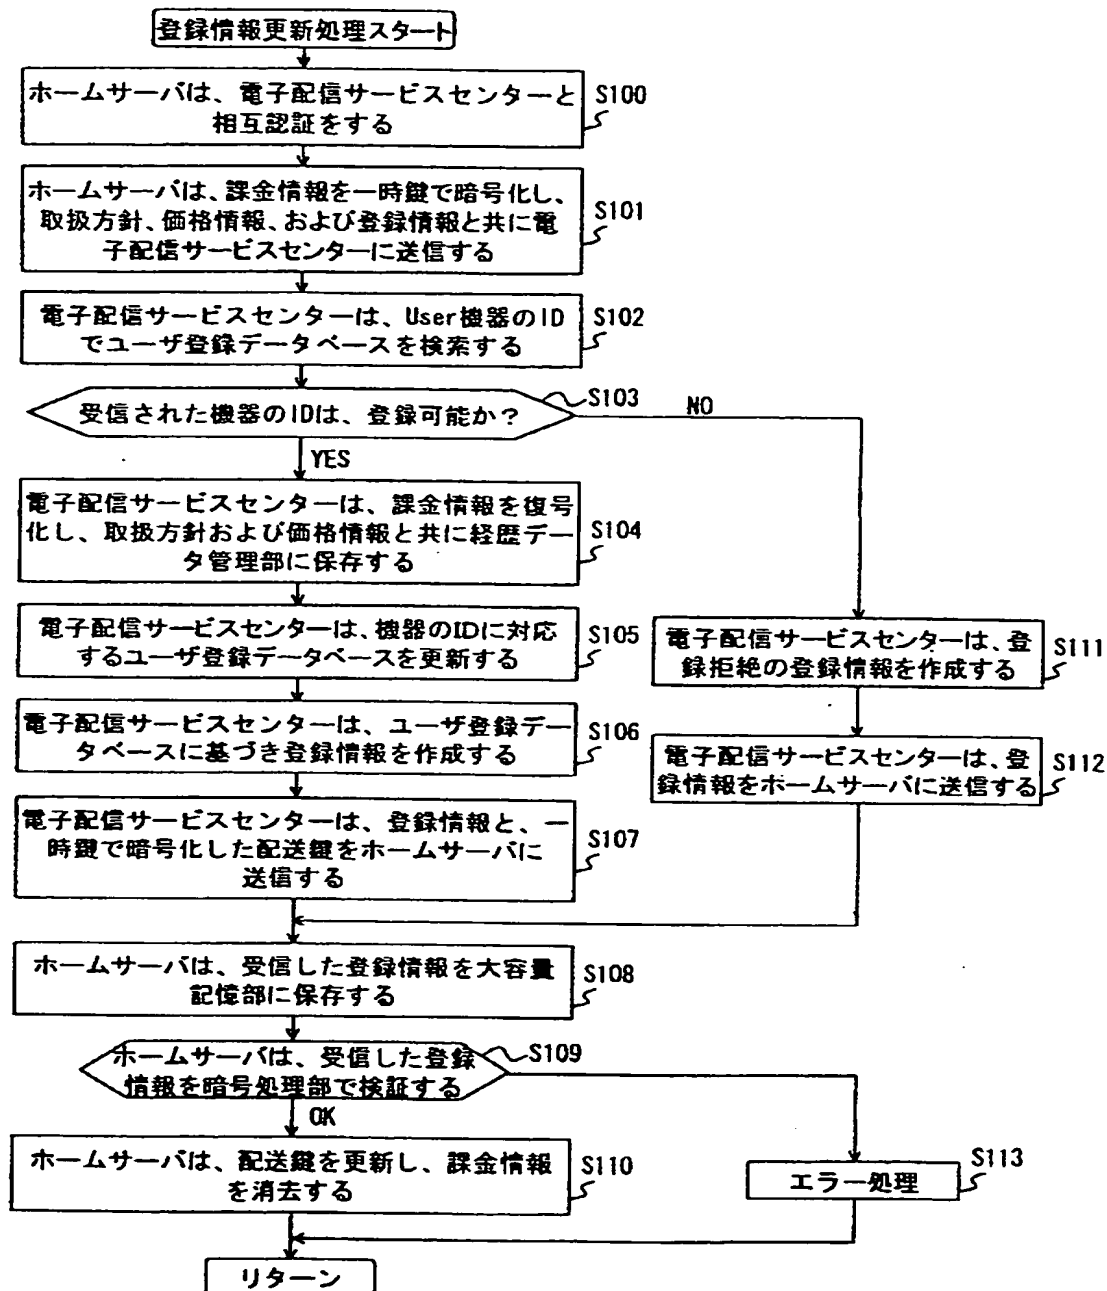 登録情報更新処理スタート
ホームサーバは、電子配信サービスセンターと
相互認証をする
S100
ホームサーバは、課金情報を一時鍵で暗号化し、
取扱方針、価格情報、および登録情報と共に電
子配信サービスセンターに送信する
S101
電子配信サービスセンターは、User機器のID
でユーザ登録データベースを検索する
S102
受信された機器のIDは、登録可能か？
S103
NO
YES
電子配信サービスセンターは、課金情報を復号
化し、取扱方針および価格情報と共に経歴デー
タ管理部に保存する
S104
電子配信サービスセンターは、機器のIDに対応
するユーザ登録データベースを更新する
S105
電子配信サービスセンターは、登
録拒絶の登録情報を作成する
S111
電子配信サービスセンターは、ユーザ登録デー
タベースに基づき登録情報を作成する
S106
電子配信サービスセンターは、登
録情報をホームサーバに送信する
S112
電子配信サービスセンターは、登録情報と、一
時鍵で暗号化した配送鍵をホームサーバに
送信する
S107
ホームサーバは、受信した登録情報を大容量
記憶部に保存する
S108
ホームサーバは、受信した登録
情報を暗号処理部で検証する
S109
OK
ホームサーバは、配送鍵を更新し、課金情報
を消去する
S110
エラー処理
S113
リターン